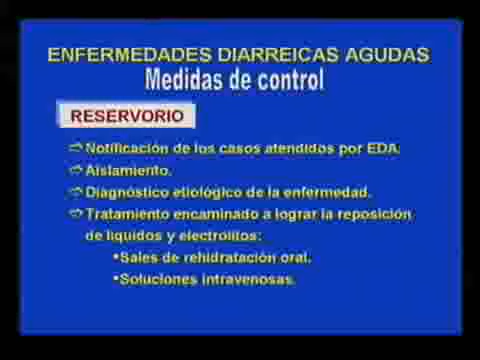 ENFERMEDADES DIARREICAS AGUDAS
Medidas de control
RESERVORIO
⇨Notificación de los casos atendidos por EDA.
⇨Aislamiento.
⇨Diagnóstico etiológico de la enfermedad.
⇨Tratamiento encaminado a lograr la reposición
de líquidos y electrólitos:
•Sales de rehidratación oral.
•Soluciones intravenosas.